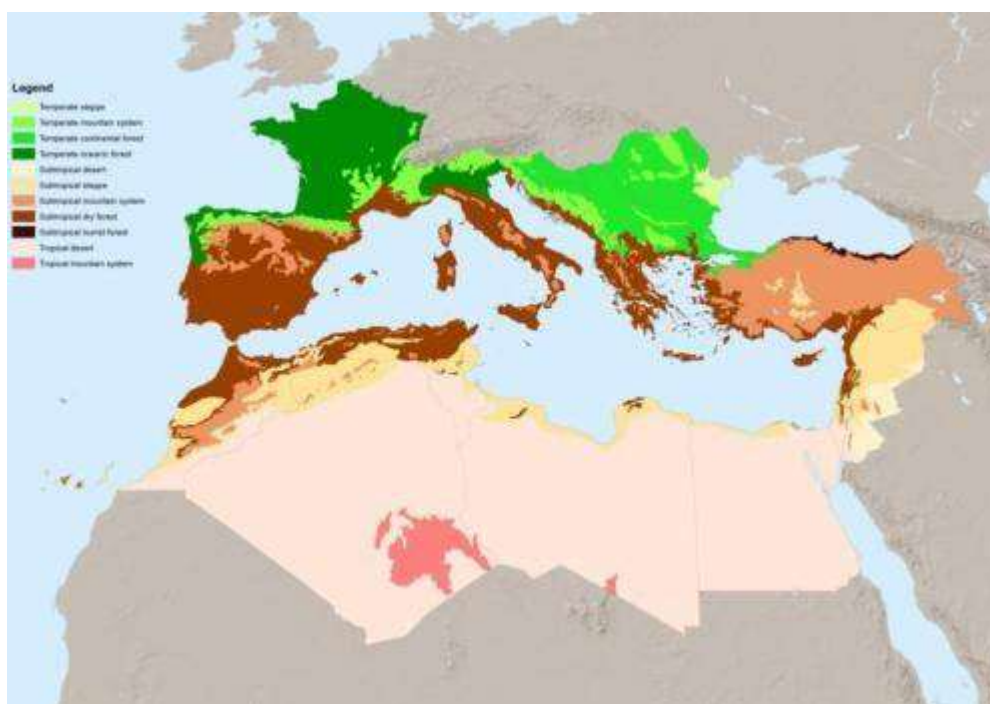 Legend
Temperate steppe
Temperate mountain system
Temperate continental forest
Temperate oceanic forest
Subtropical desert
Subtropical steppe
Subtropical mountain system
Subtropical dry forest
Subtropical humid forest
Tropical desert
Tropical mountain system